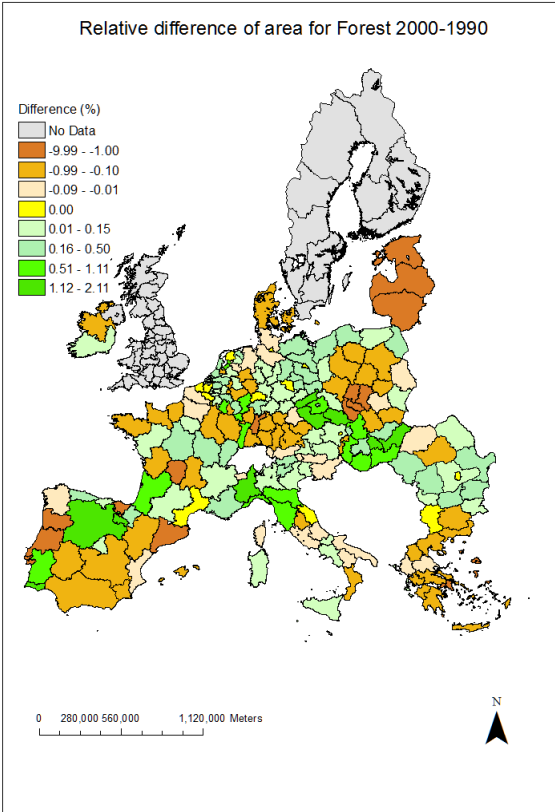 Relative difference of area for Forest 2000-1990
Difference (%)
No Data
-9.99 - -1.00
-0.99 - -0.10
-0.09 - -0.01
0.00
0.01 - 0.15
0.16 - 0.50
0.51 - 1.11
1.12 - 2.11
N
0 280,000 560,000 1,120,000 Meters